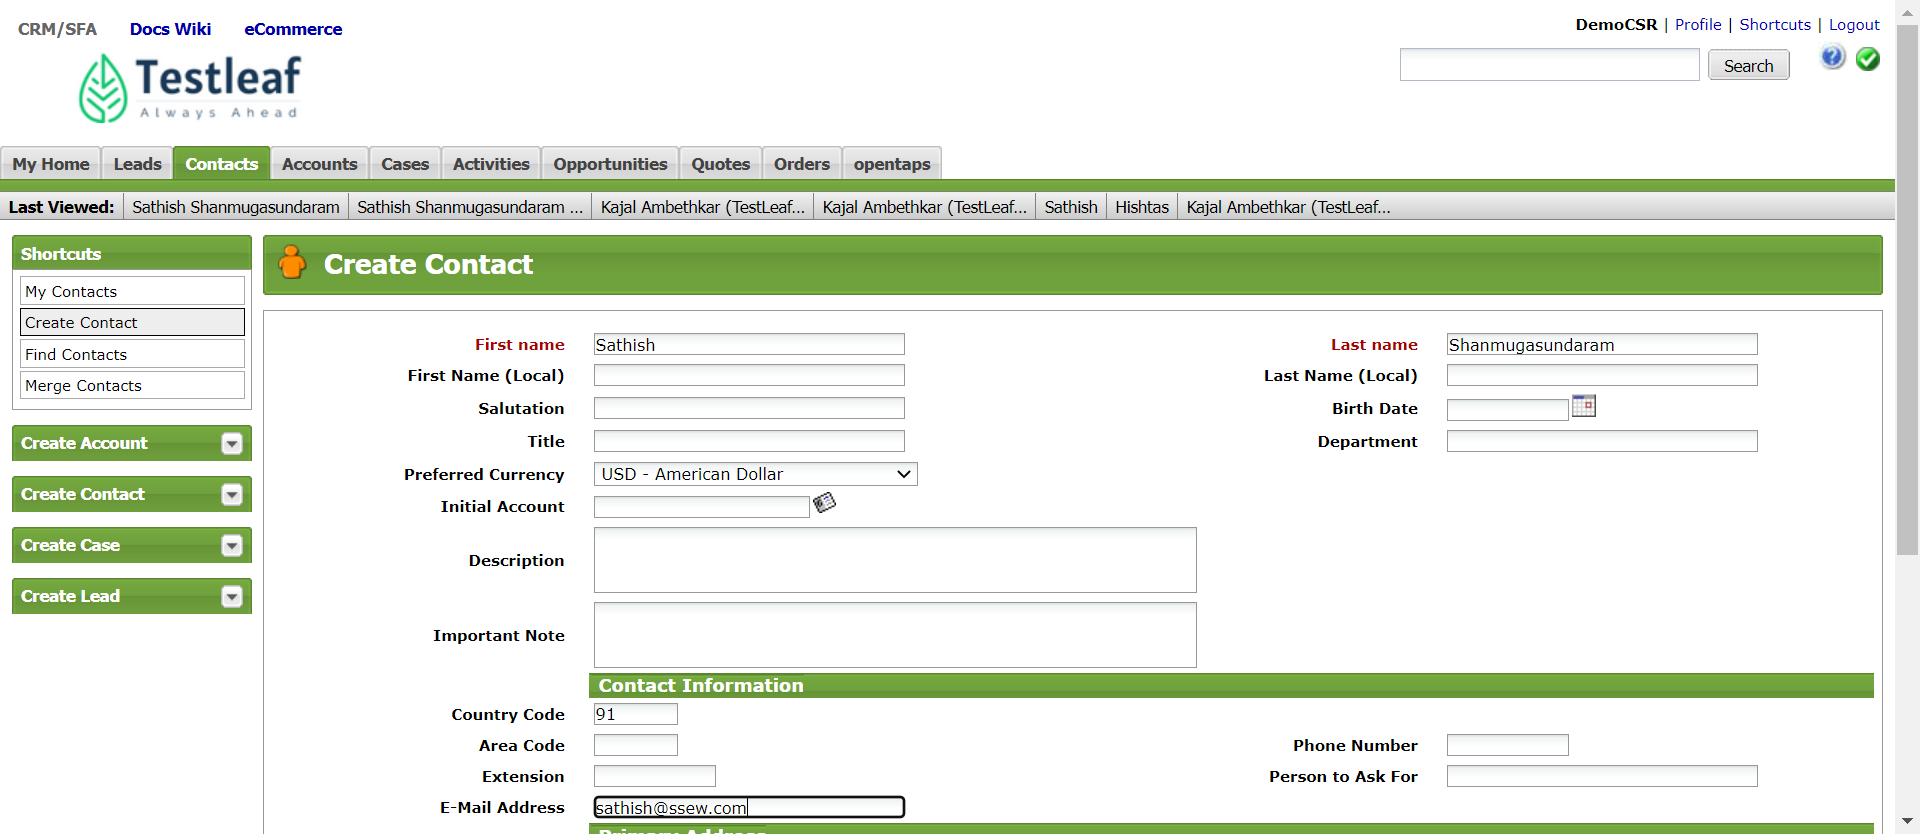 CRM/SFA Docs Wiki eCommerce
DemoCSR | Profile | Shortcuts | Logout
Testleaf
Always Ahead
Search
My Home Leads Contacts Accounts Cases Activities Opportunities Quotes Orders opentaps
Last Viewed: Sathish Shanmugasundaram Sathish Shanmugasundaram ... Kajal Ambethkar (TestLeaf... Kajal Ambethkar (TestLeaf... Sathish Hishtas Kajal Ambethkar (TestLeaf...
Shortcuts
My Contacts
Create Contact
Find Contacts
Merge Contacts
Create Account
Create Contact
Create Case
Create Lead
Create Contact
First name Sathish Last name Shanmugasundaram
First Name (Local) Last Name (Local)
Salutation Birth Date
Title Department
Preferred Currency USD - American Dollar
Initial Account
Description
Important Note
Contact Information
Country Code 91
Area Code Phone Number
Extension Person to Ask For
E-Mail Address sathish@ssew.com
Primary Address